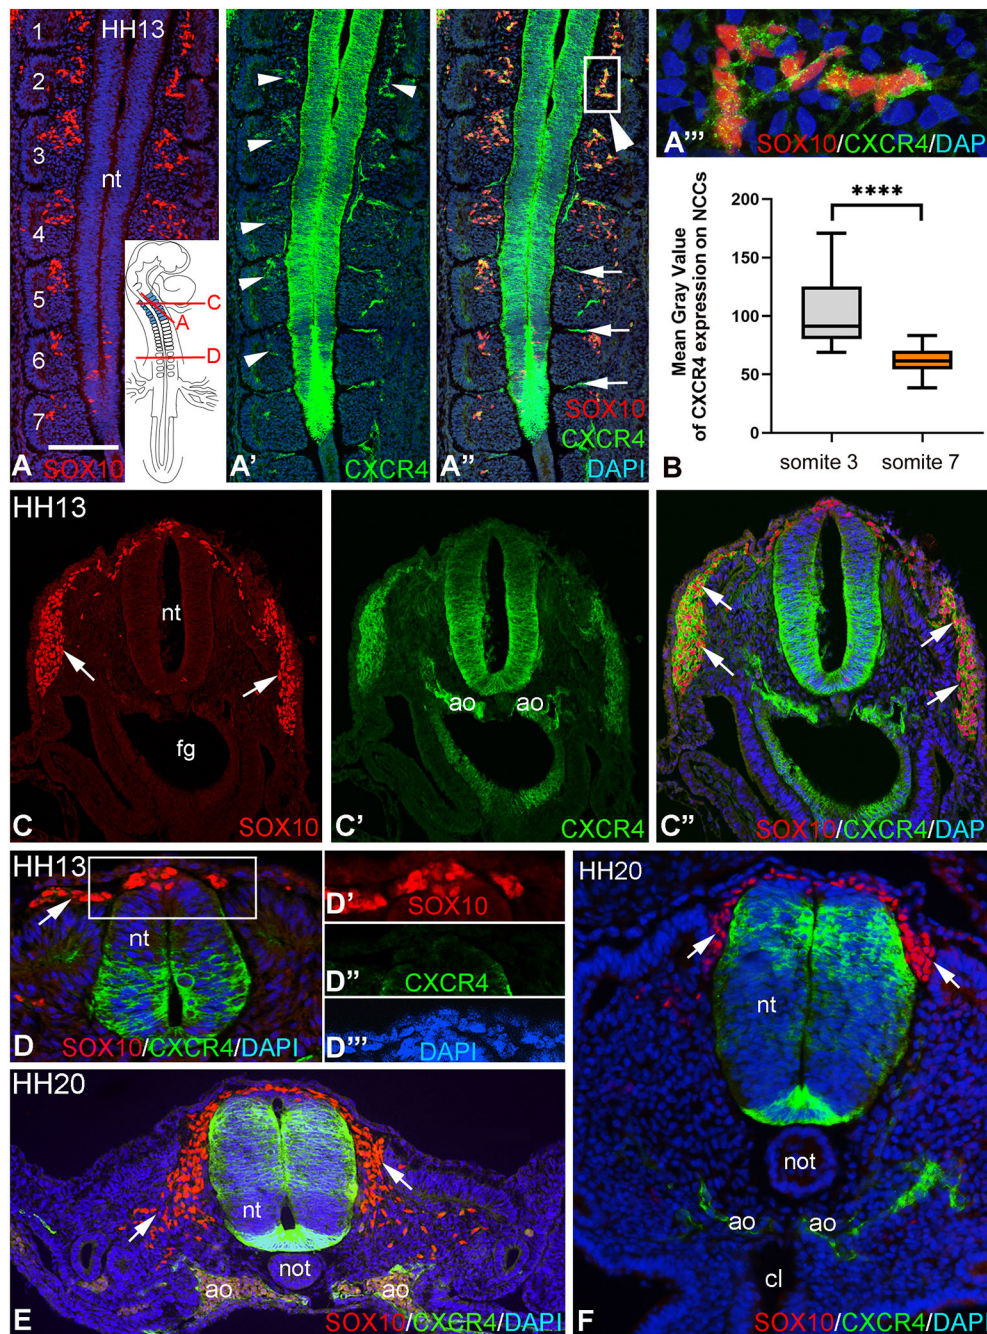 1
HH13
2
3
nt
4
5
6
7
C
A
D
A SOX10
A' CXCR4
A"
SOX10
CXCR4
DAPI
A"'
SOX10/CXCR4/DAP
****
Mean Gray Value
of CXCR4 expression on NCCs
200
150
100
50
0
somite 3 somite 7
B
HH13
nt
fg
C SOX10
ao ao
C' CXCR4
C" SOX10/CXCR4/DAP
HH13
nt
D SOX10/CXCR4/DAPI
D'
SOX10
CXCR4
D"
D"'
DAPI
HH20
nt
not
ao ao
E SOX10/CXCR4/DAPI
HH20
nt
not
ao ao
cl
F SOX10/CXCR4/DAPI